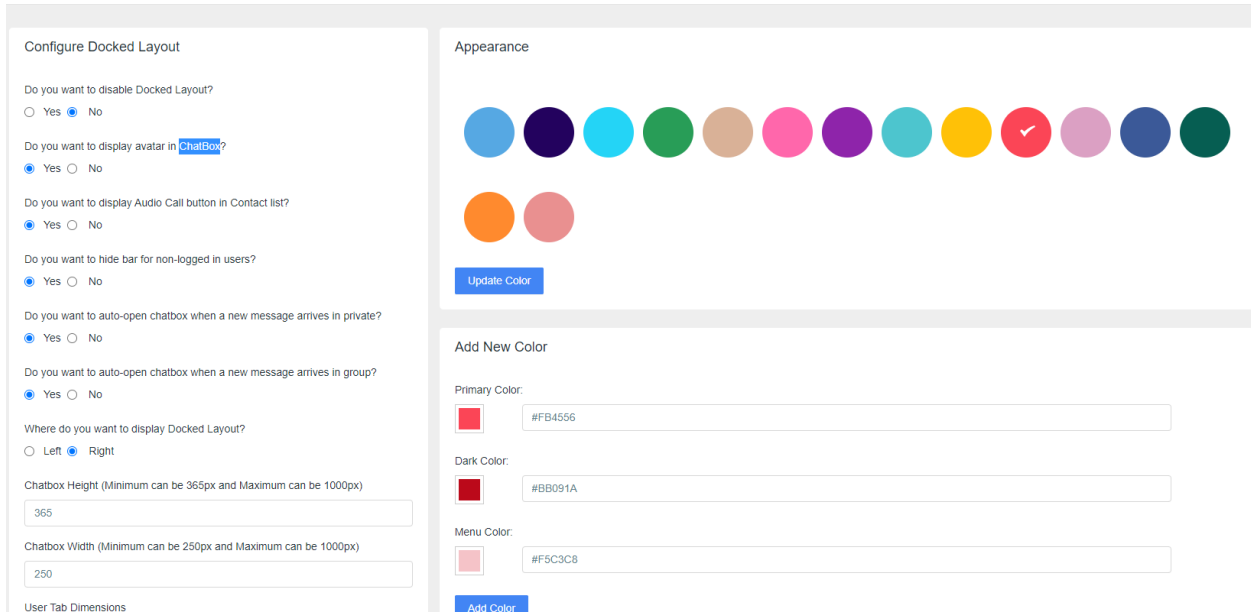 Configure Docked Layout
Do you want to disable Docked Layout?
Yes No
Do you want to display avatar in ChatBox?
Yes No
Do you want to display Audio Call button in Contact list?
Yes No
Do you want to hide bar for non-logged in users?
Yes No
Do you want to auto-open chatbox when a new message arrives in private?
Yes No
Do you want to auto-open chatbox when a new message arrives in group?
Yes No
Where do you want to display Docked Layout?
Left Right
Chatbox Height (Minimum can be 365px and Maximum can be 1000px)
365
Chatbox Width (Minimum can be 250px and Maximum can be 1000px)
250
User Tab Dimensions
Appearance
Update Color
Add New Color
Primary Color:
#FB4556
Dark Color:
#BB091A
Menu Color:
#F5C3C8
Add Color